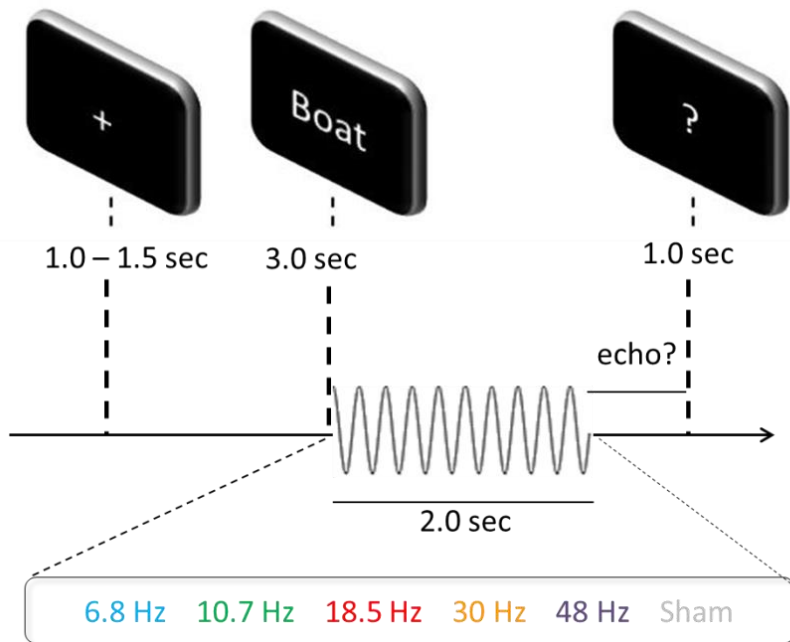 +
Boat
?
1.0 – 1.5 sec
3.0 sec
1.0 sec
echo?
2.0 sec
6.8 Hz 10.7 Hz 18.5 Hz 30 Hz 48 Hz Sham